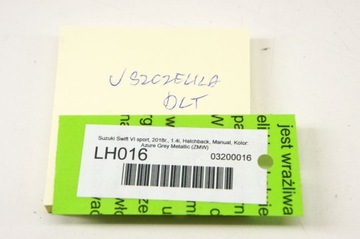 USZCZELKA
DLT
Suzuki Swift VI sport, 2018r., 1.4i, Hatchback, Manual, Kolor:
Azure Grey Metallic (ZMW)
LH016
03200016
jest wrażliwa